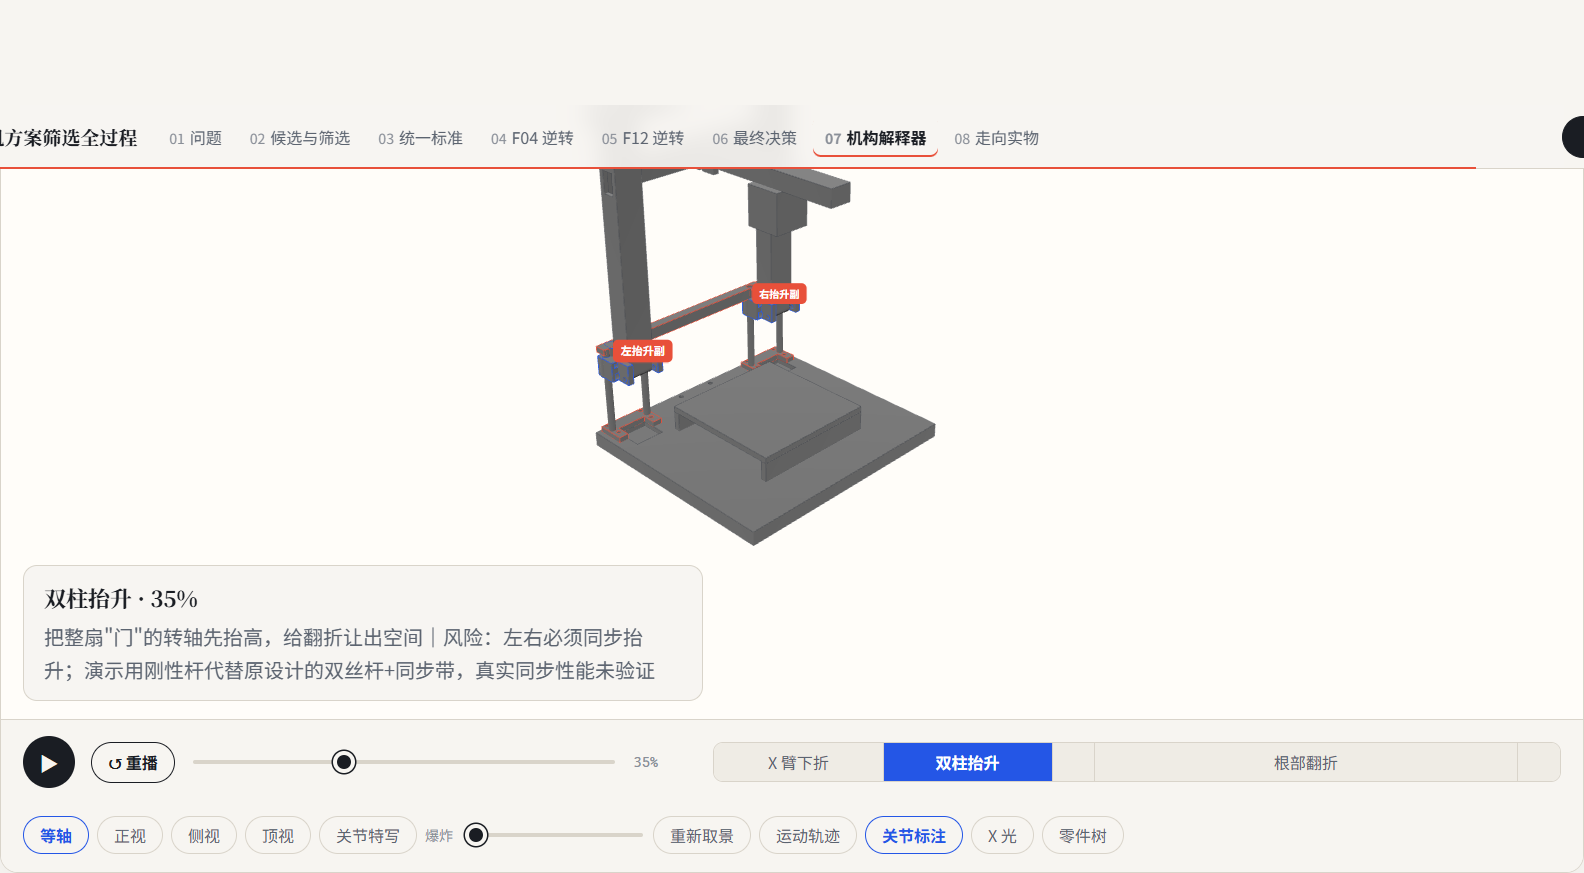 方案筛选全过程
01 问题
02 候选与筛选
03 统一标准
04 F04 逆转
05 F12 逆转
06 最终决策
07 机构解释器
08 走向实物
右抬升副
左抬升副
双柱抬升 · 35%
把整扇"门"的转轴先抬高，给翻折让出空间｜风险：左右必须同步抬
升；演示用刚性杆代替原设计的双丝杆+同步带，真实同步性能未验证
↺ 重播
35%
X 臂下折
双柱抬升
根部翻折
等轴
正视
侧视
顶视
关节特写
爆炸
重新取景
运动轨迹
关节标注
X 光
零件树